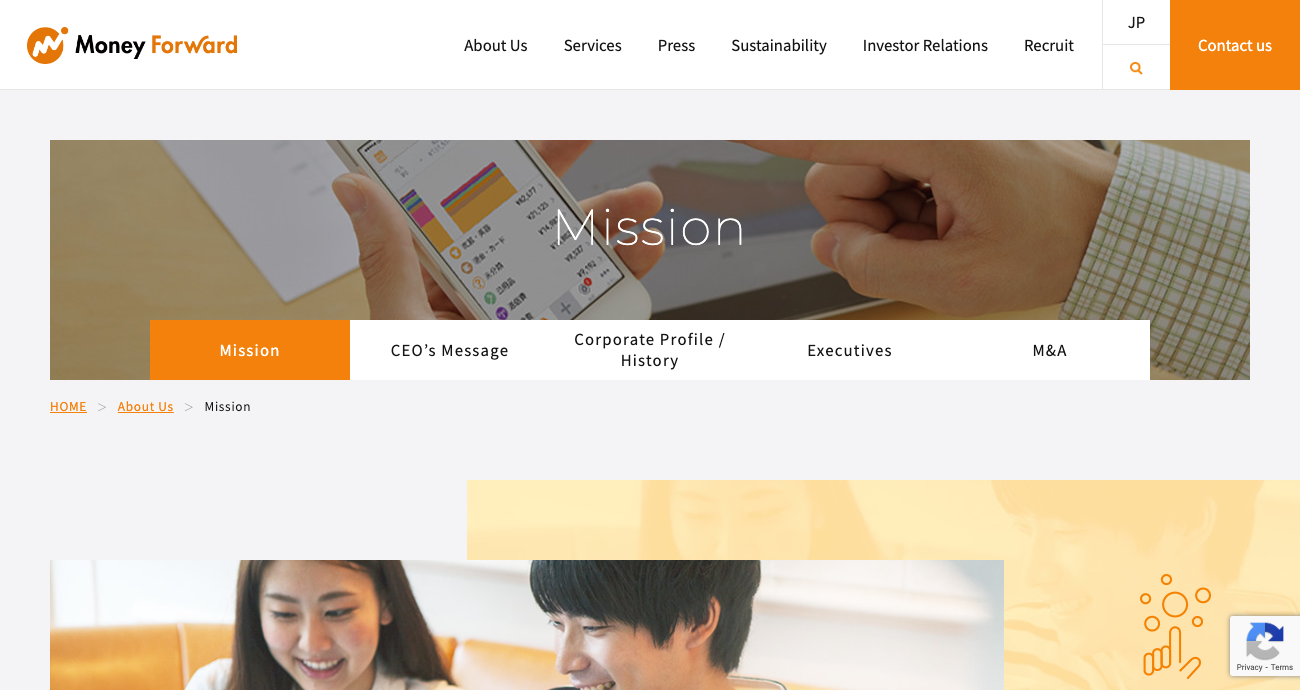 Money Forward
About Us
Services
Press
Sustainability
Investor Relations
Recruit
JP
Contact us
Mission
Mission
CEO’s Message
Corporate Profile /
History
Executives
M&A
HOME > About Us > Mission
Privacy - Terms